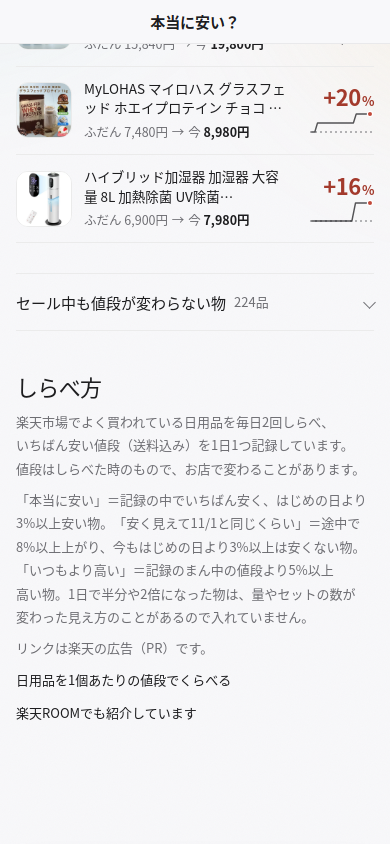 本当に安い？
ふだん 15,840円 → 今 19,800円
MyLOHAS マイロハス グラスフェ
ッド ホエイプロテイン チョコ …
+20%
ふだん 7,480円 → 今 8,980円
ハイブリッド加湿器 加湿器 大容
量 8L 加熱除菌 UV除菌…
+16%
ふだん 6,900円 → 今 7,980円
セール中も値段が変わらない物 224品
しらべ方
楽天市場でよく買われている日用品を毎日2回しらべ、
いちばん安い値段（送料込み）を1日1つ記録しています。
値段はしらべた時のもので、お店で変わることがあります。
「本当に安い」＝記録の中でいちばん安く、はじめの日より
3%以上安い物。「安く見えて11/1と同じくらい」＝途中で
8%以上上がり、今もはじめの日より3%以上は安くない物。
「いつもより高い」＝記録のまん中の値段より5%以上
高い物。1日で半分や2倍になった物は、量やセットの数が
変わった見え方のことがあるので入れていません。
リンクは楽天の広告（PR）です。
日用品を1個あたりの値段でくらべる
楽天ROOMでも紹介しています